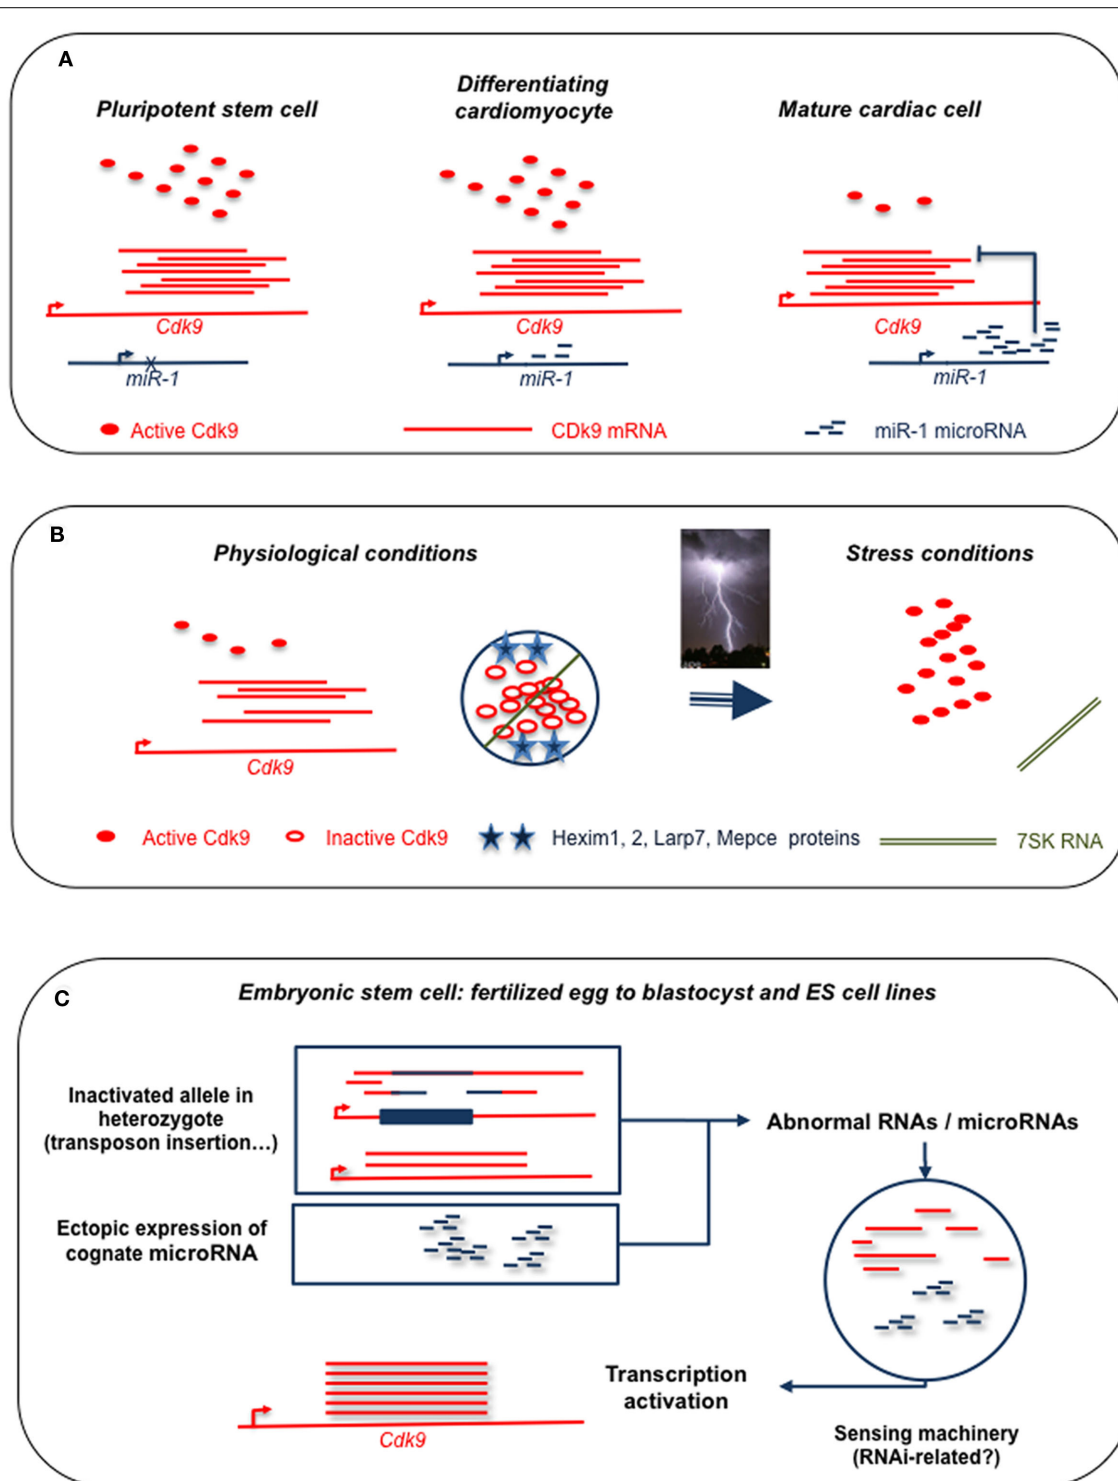 A
Pluripotent stem cell
Differentiating
cardiomyocyte
Mature cardiac cell
Cdk9
Cdk9
Cdk9
X
miR-1
miR-1
miR-1
Active Cdk9
CDk9 mRNA
miR-1 microRNA
B
Physiological conditions
Stress conditions
Cdk9
Active Cdk9
Inactive Cdk9
Hexim1, 2, Larp7, Mepce proteins
7SK RNA
C
Embryonic stem cell: fertilized egg to blastocyst and ES cell lines
Inactivated allele in
heterozygote
(transposon insertion...)
Abnormal RNAs / microRNAs
Ectopic expression of
cognate microRNA
Transcription
activation
Cdk9
Sensing machinery
(RNAi-related?)